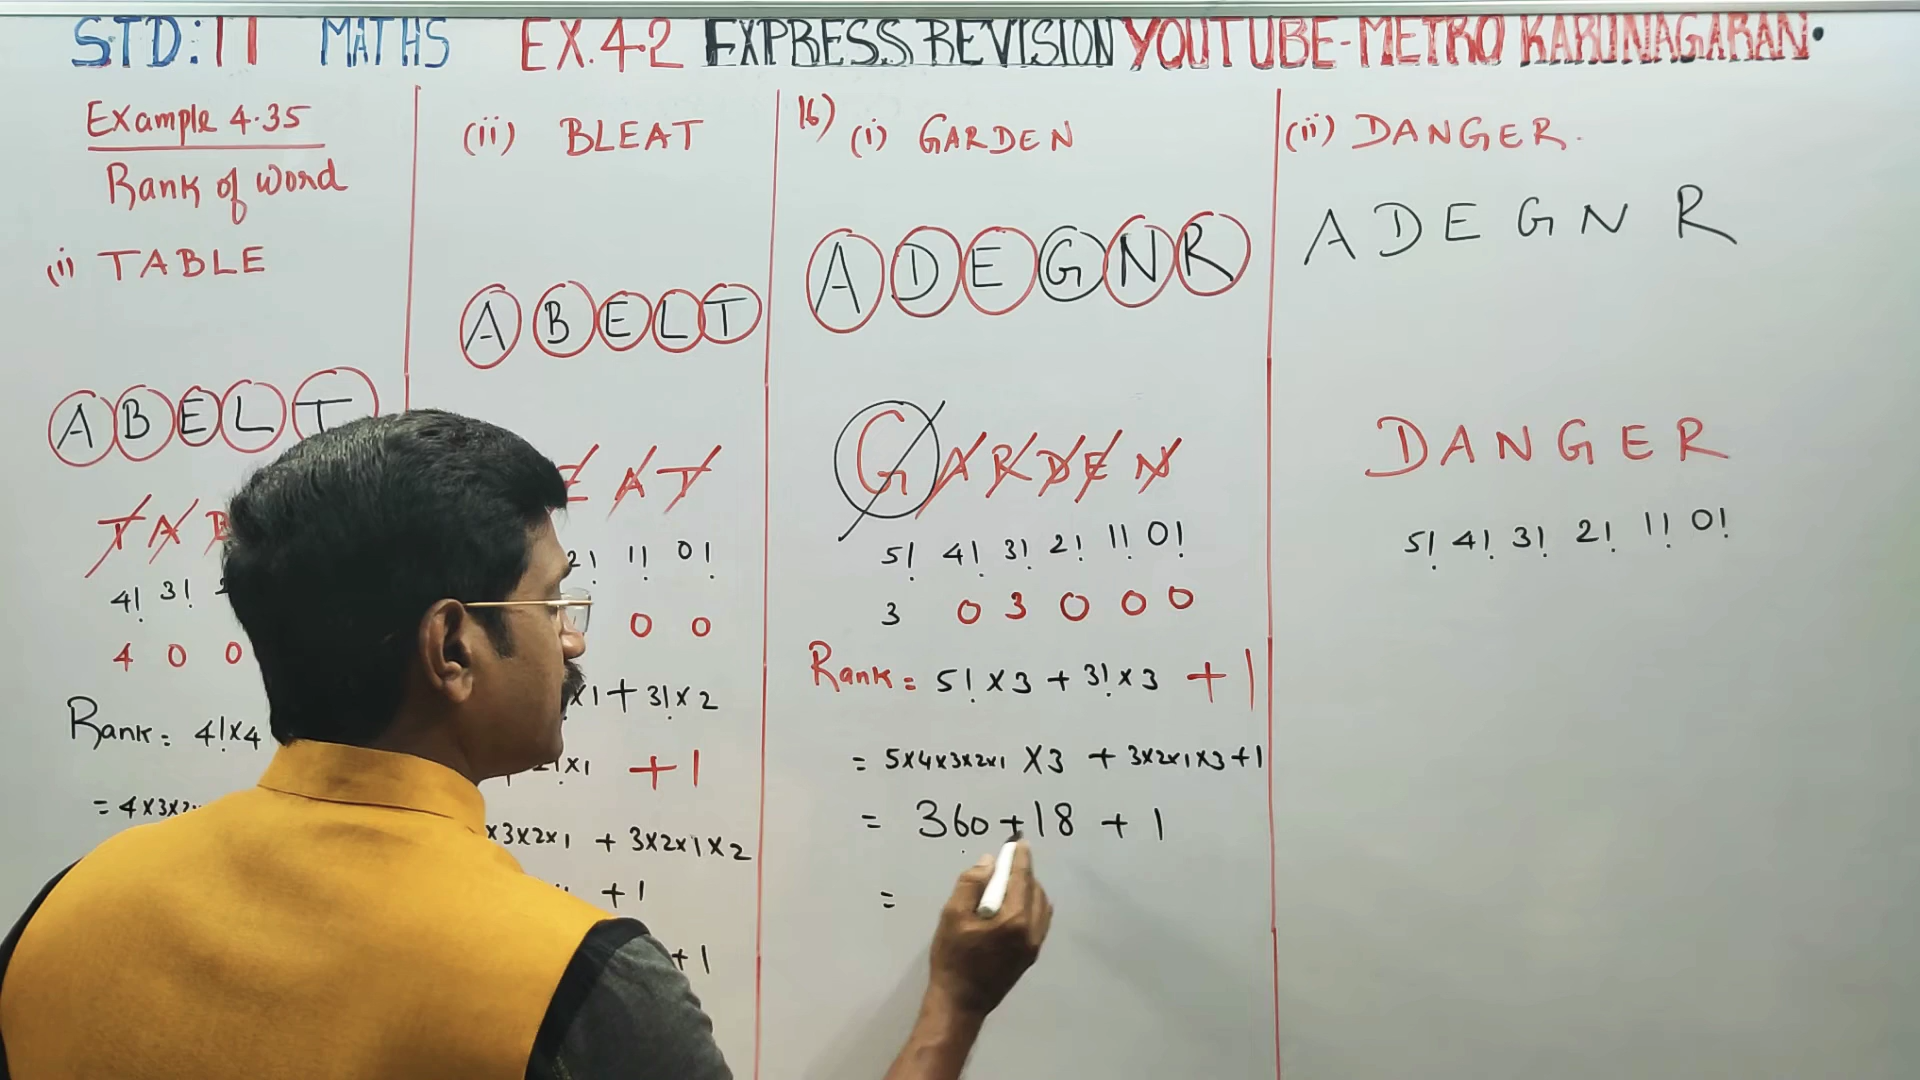 STD: 11 MATHS EX.4.2 EXPRESS REVISION YOUTUBE-METRO KARUNAGARAN.
Example 4.35
Rank of Word
(i) TABLE
A B E L T
T A B
4! 3! 2
4 0 0
Rank = 4!x4
= 4x3x2
(ii) BLEAT
A B E L T
E A T
2! 1! 0!
0 0
x1 + 3!x2
x1 +1
x3x2x1 + 3x2x1x2
+1
+1
16) (i) GARDEN
A D E G N R
G A R D E N
5! 4! 3! 2! 1! 0!
3 0 3 0 0 0
Rank = 5! x 3 + 3! x 3 + 1
= 5x4x3x2x1 x3 + 3x2x1x3+1
= 360+18 + 1
=
(ii) DANGER.
A D E G N R
DANGER
5! 4! 3! 2! 1! 0!